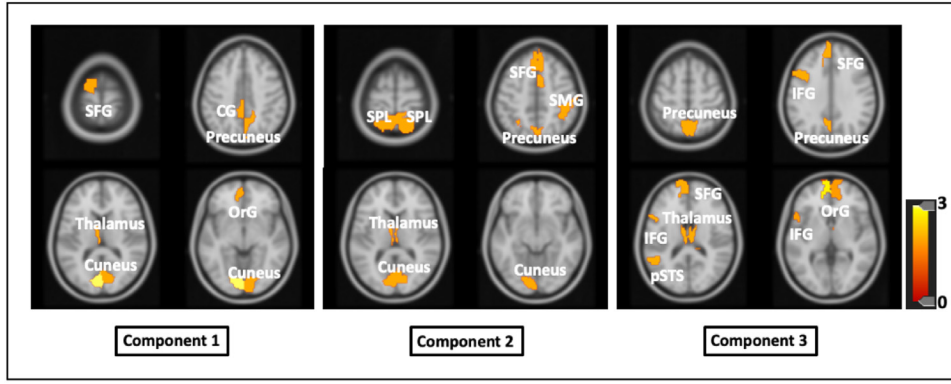 SFG
CG
Precuneus
Thalamus
Cuneus
OrG
Cuneus
Component 1
SPL SPL
SFG
SMG
Precuneus
Thalamus
Cuneus
Cuneus
Component 2
Precuneus
SFG
IFG
Precuneus
SFG
Thalamus
IFG
pSTS
OrG
IFG
Component 3
3
0